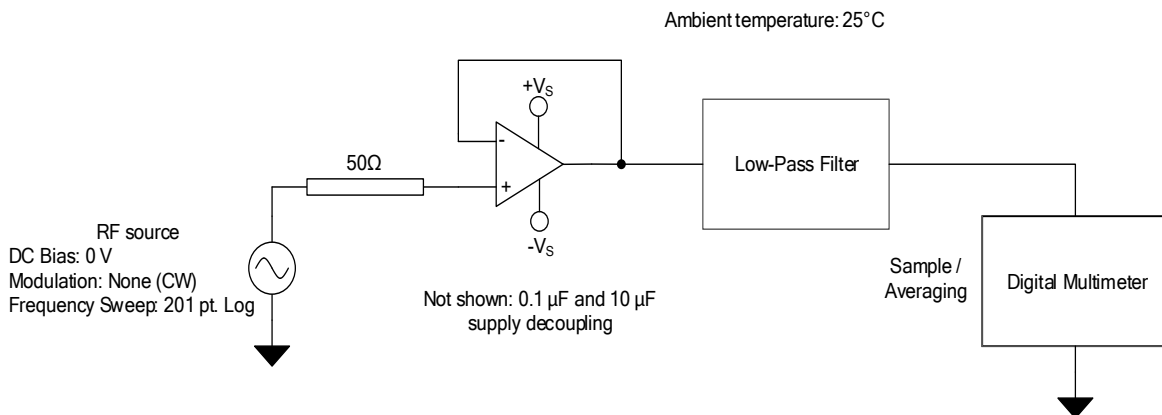 Ambient temperature: 25°C
+VS
-
50Ω
+
Low-Pass Filter
-VS
RF source
DC Bias: 0 V
Modulation: None (CW)
Frequency Sweep: 201 pt. Log
Not shown: 0.1 µF and 10 µF
supply decoupling
Sample /
Averaging
Digital Multimeter